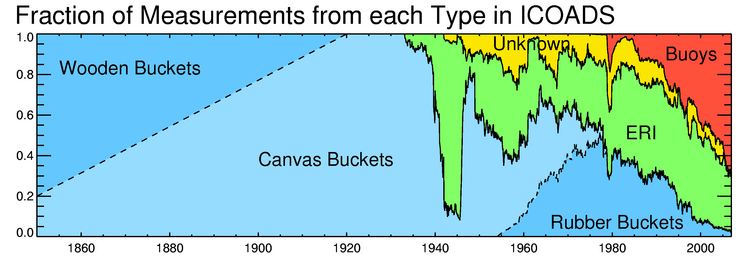 Fraction of Measurements from each Type in ICOADS
1.0
Unknown
Buoys
Wooden Buckets
0.8
0.6
ERI
0.4
Canvas Buckets
0.2
Rubber Buckets
0.0
1860 1880 1900 1920 1940 1960 1980 2000